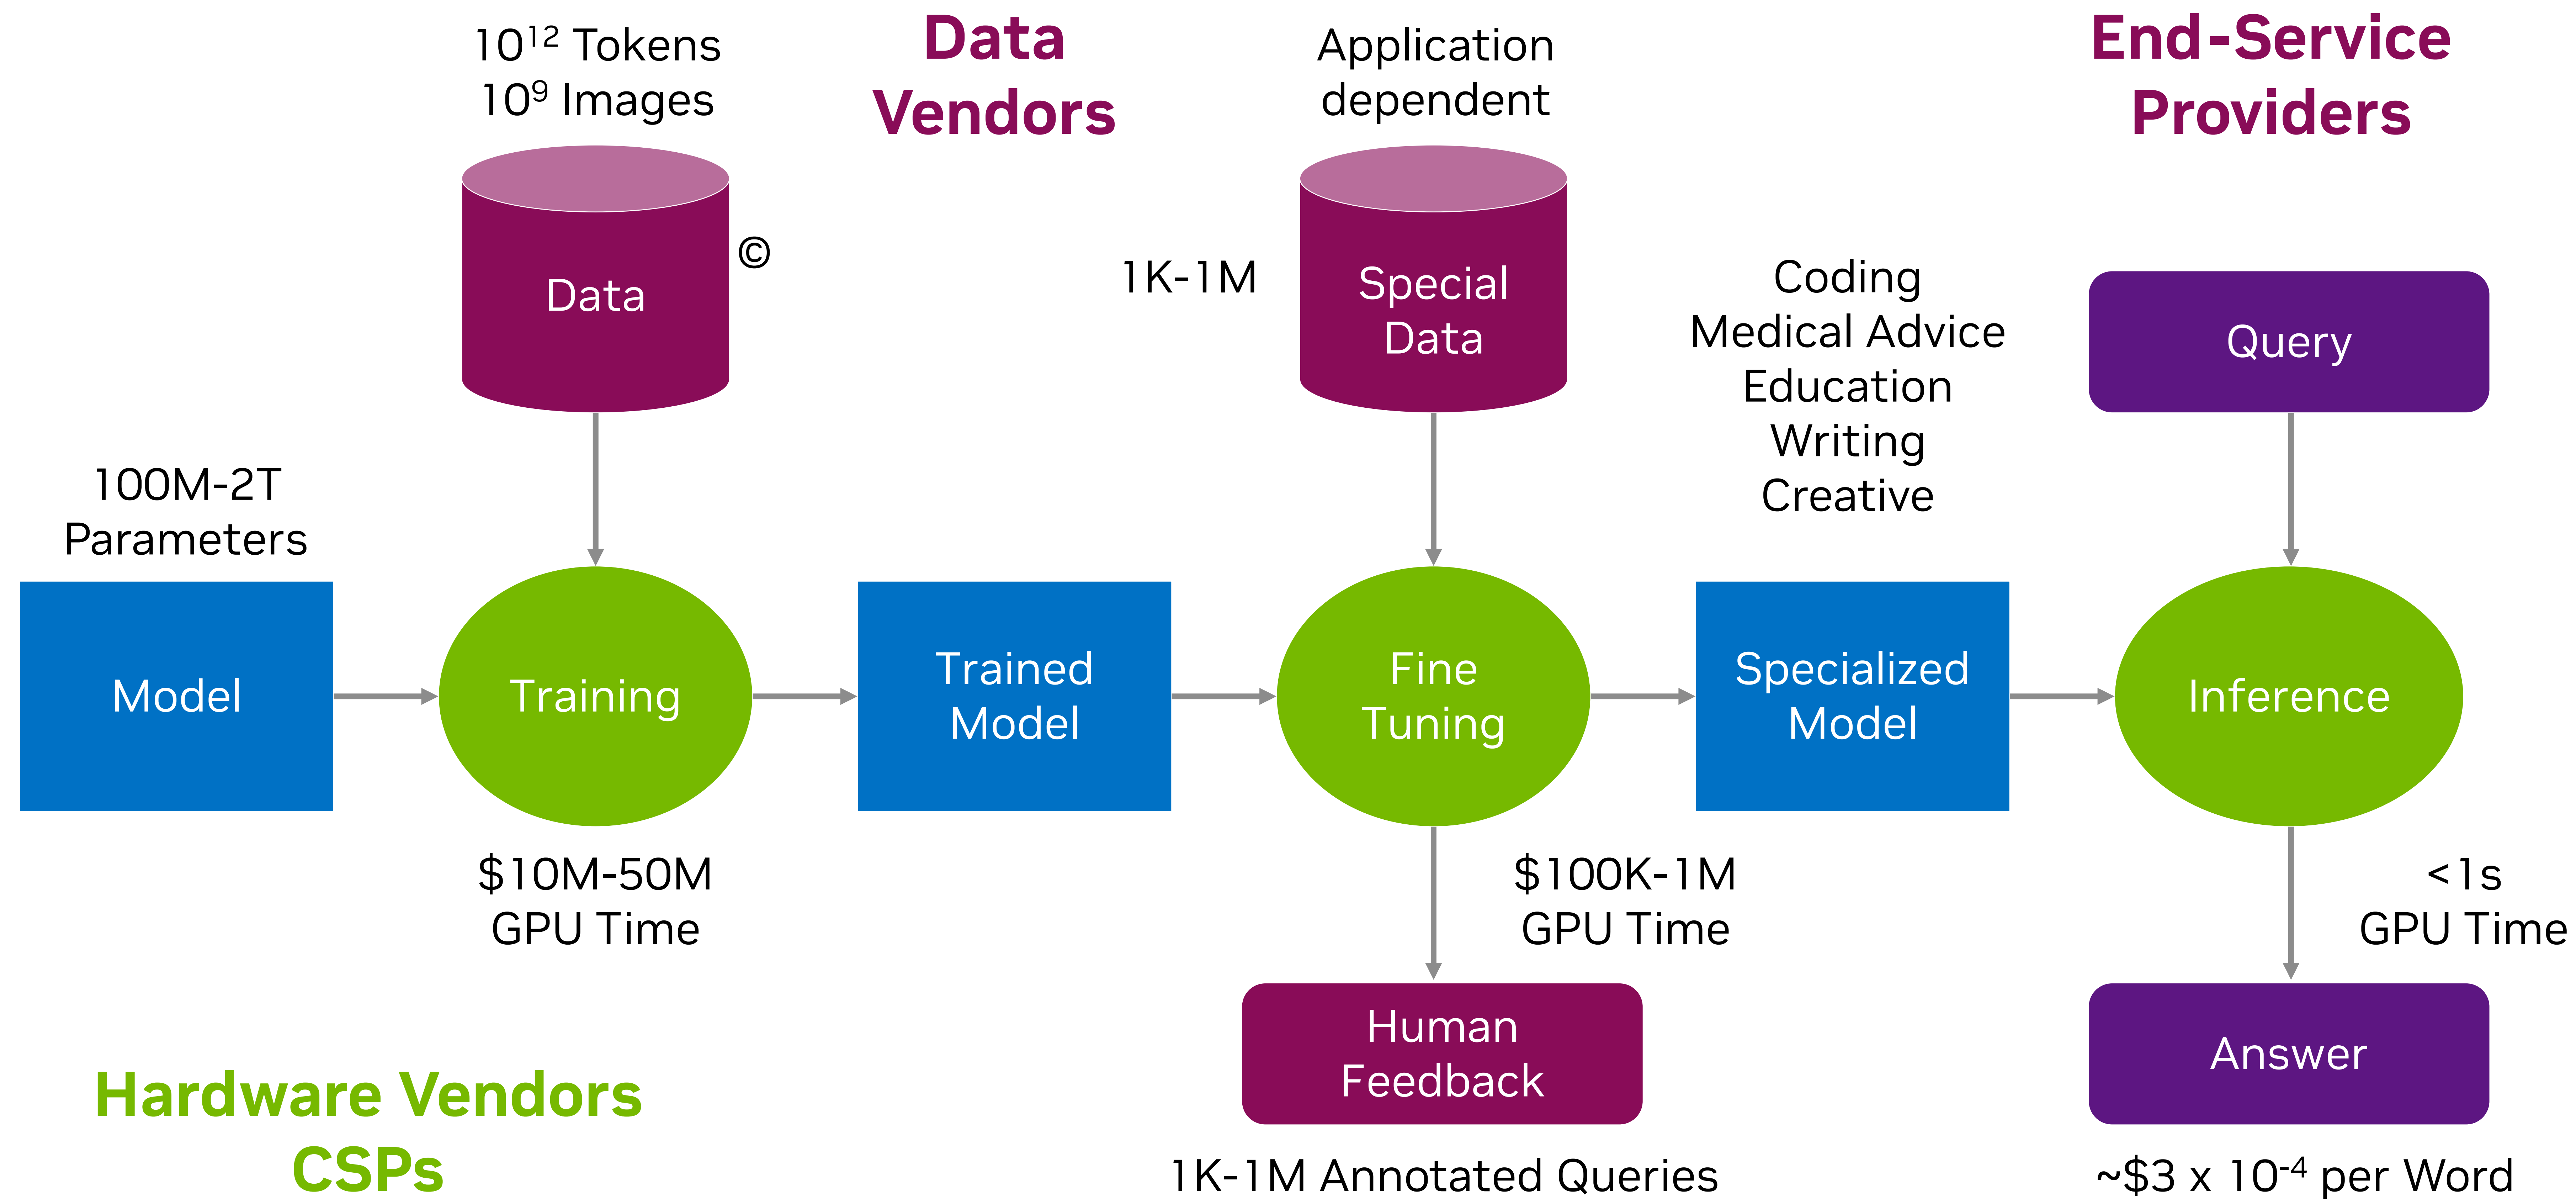 10¹² Tokens
10⁹ Images
Data
Vendors
Application
dependent
End-Service
Providers
Data
©
1K-1M
Special
Data
Coding
Medical Advice
Education
Writing
Creative
Query
100M-2T
Parameters
Model
Training
Trained
Model
Fine
Tuning
Specialized
Model
Inference
$10M-50M
GPU Time
$100K-1M
GPU Time
<1s
GPU Time
Human
Feedback
Answer
Hardware Vendors
CSPs
1K-1M Annotated Queries
~$3 x 10⁻⁴ per Word